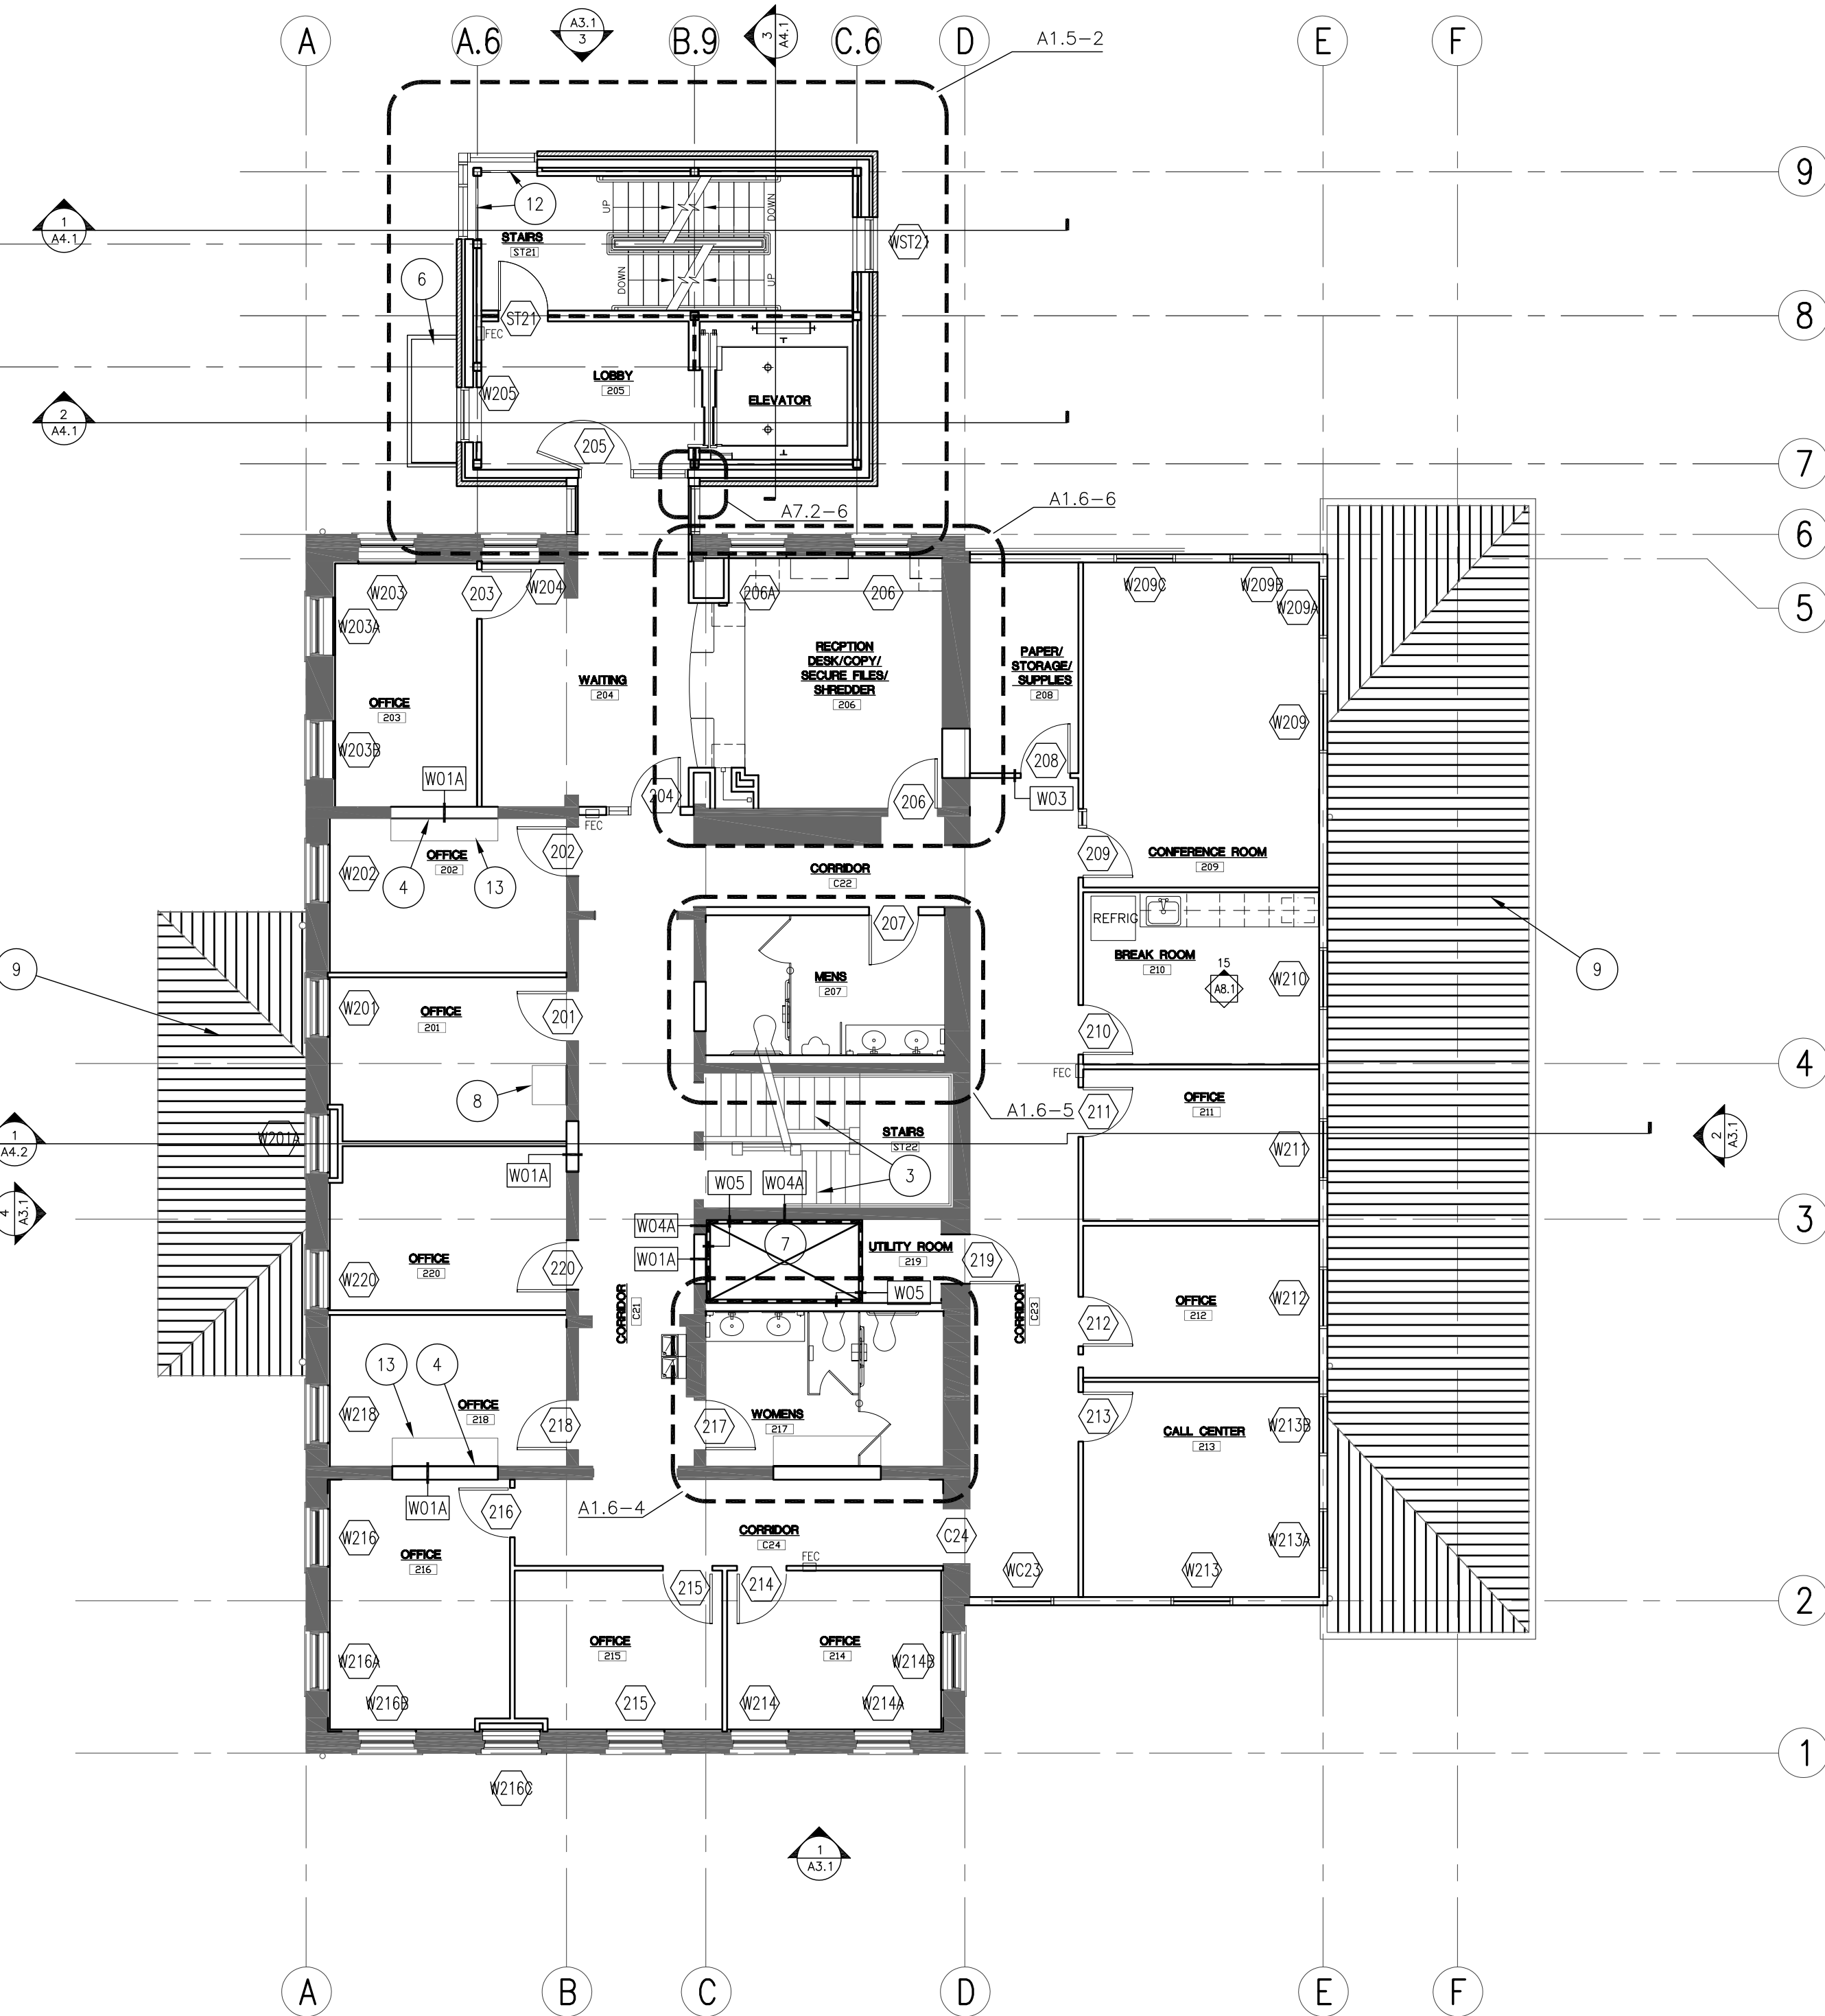 A
A.6
A3.1
3
B.9
3
A4.1
C.6
D
A1.5-2
E
F
9
12
UP
DOWN
1
A4.1
STAIRS
ST21
WST21
6
DOWN
UP
ST21
FEC
8
LOBBY
205
W205
ELEVATOR
2
A4.1
205
7
A7.2-6
A1.6-6
6
5
W203
203
W204
206A
206
W209C
W209B
W209A
W203A
RECPTION
DESK/COPY/
SECURE FILES/
SHREDDER
206
PAPER/
STORAGE/
SUPPLIES
208
WAITING
204
OFFICE
203
W209
W203B
W01A
208
204
206
W03
FEC
OFFICE
202
202
W202
4
13
CORRIDOR
C22
209
CONFERENCE ROOM
209
REFRIG
207
BREAK ROOM
210
15
A8.1
W210
9
9
MENS
207
W201
OFFICE
201
201
210
4
FEC
8
A1.6-5
211
OFFICE
211
W201A
1
A4.2
STAIRS
ST22
W211
2
A3.1
W01A
W05
W04A
3
4
A3.1
W04A
7
3
UTILITY ROOM
219
219
W01A
OFFICE
220
W220
220
W05
CORRIDOR
C21
CORRIDOR
C23
OFFICE
212
W212
212
13
4
OFFICE
218
W218
218
217
WOMENS
217
213
CALL CENTER
213
W213B
W01A
216
A1.6-4
CORRIDOR
C24
C24
W216
OFFICE
216
FEC
WC23
W213
W213A
215
214
2
OFFICE
215
OFFICE
214
W216A
W214B
W216B
215
W214
W214A
1
W216C
1
A3.1
A
B
C
D
E
F